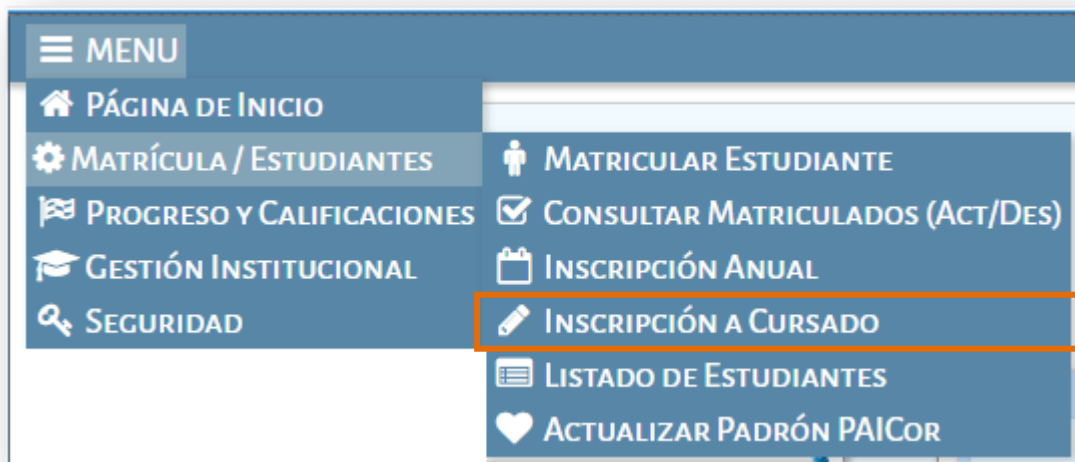 MENU
PÁGINA DE INICIO
MATRÍCULA / ESTUDIANTES
PROGRESO Y CALIFICACIONES
GESTIÓN INSTITUCIONAL
SEGURIDAD
MATRICULAR ESTUDIANTE
CONSULTAR MATRICULADOS (ACT/DES)
INSCRIPCIÓN ANUAL
INSCRIPCIÓN A CURSADO
LISTADO DE ESTUDIANTES
ACTUALIZAR PADRÓN PAICOR